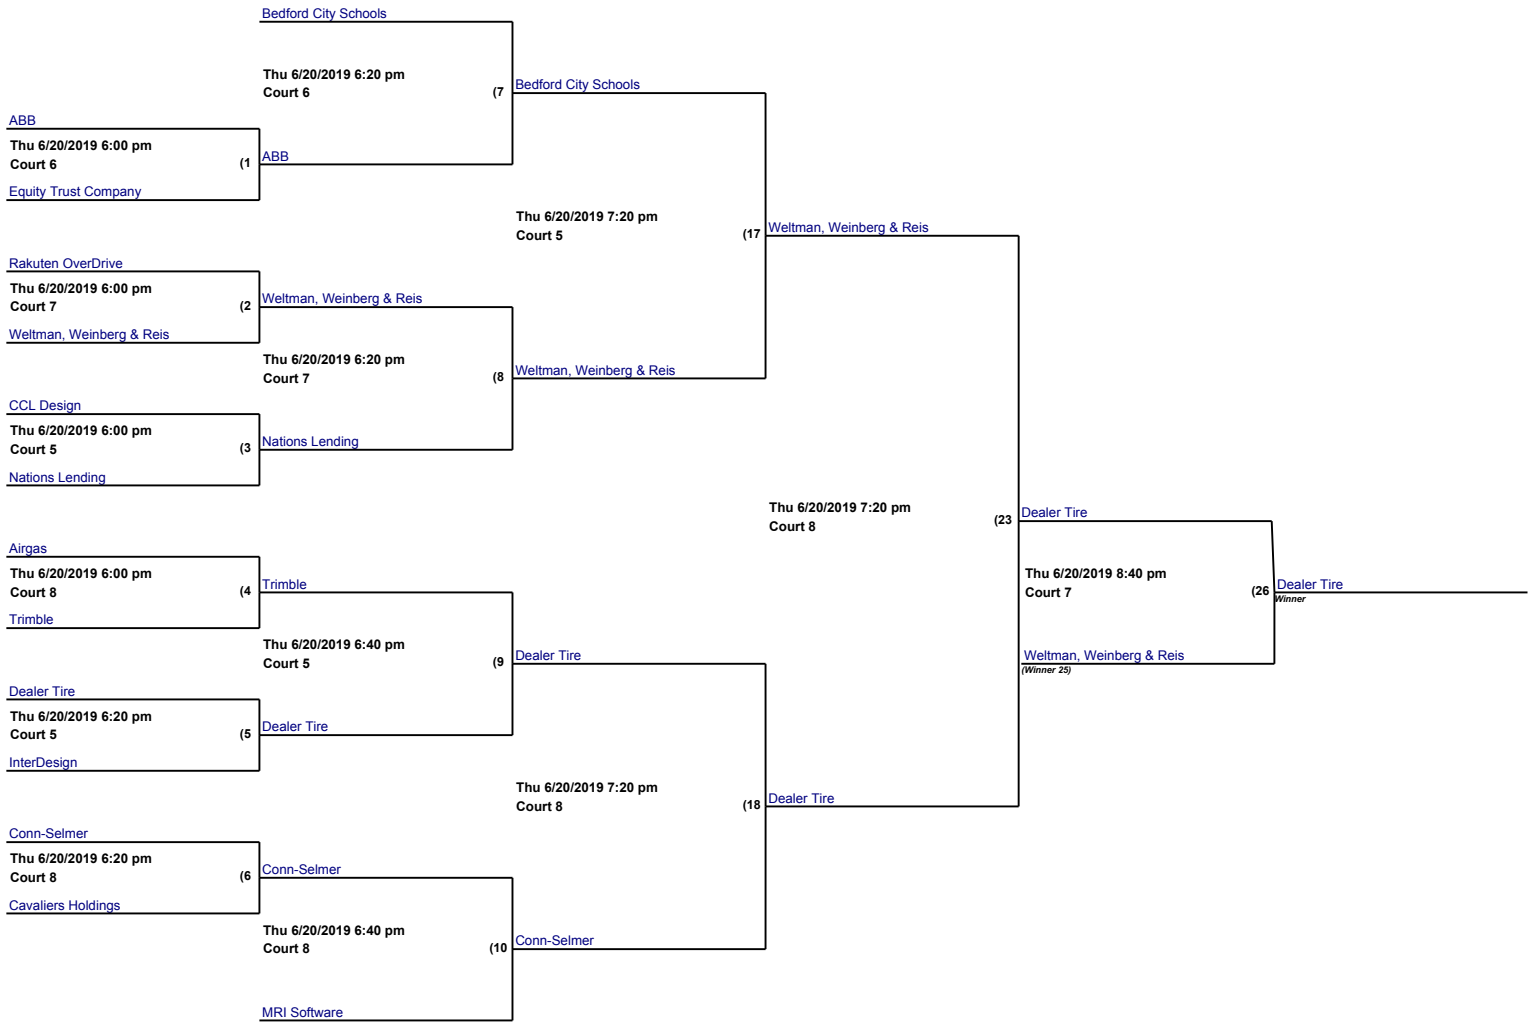 Bedford City Schools
Thu 6/20/2019 6:20 pm
Court 6
(7
Bedford City Schools
ABB
Thu 6/20/2019 6:00 pm
Court 6
(1
ABB
Equity Trust Company
Thu 6/20/2019 7:20 pm
Court 5
(17
Weltman, Weinberg & Reis
Rakuten OverDrive
Thu 6/20/2019 6:00 pm
Court 7
(2
Weltman, Weinberg & Reis
Weltman, Weinberg & Reis
Thu 6/20/2019 6:20 pm
Court 7
(8
Weltman, Weinberg & Reis
CCL Design
Thu 6/20/2019 6:00 pm
Court 5
(3
Nations Lending
Nations Lending
Thu 6/20/2019 7:20 pm
Court 8
(23
Dealer Tire
Airgas
Thu 6/20/2019 6:00 pm
Court 8
(4
Trimble
Trimble
Thu 6/20/2019 8:40 pm
Court 7
(26
Dealer Tire
Winner
Thu 6/20/2019 6:40 pm
Court 5
(9
Dealer Tire
Weltman, Weinberg & Reis
(Winner 25)
Dealer Tire
Thu 6/20/2019 6:20 pm
Court 5
(5
Dealer Tire
InterDesign
Thu 6/20/2019 7:20 pm
Court 8
(18
Dealer Tire
Conn-Selmer
Thu 6/20/2019 6:20 pm
Court 8
(6
Conn-Selmer
Cavaliers Holdings
Thu 6/20/2019 6:40 pm
Court 8
(10
Conn-Selmer
MRI Software